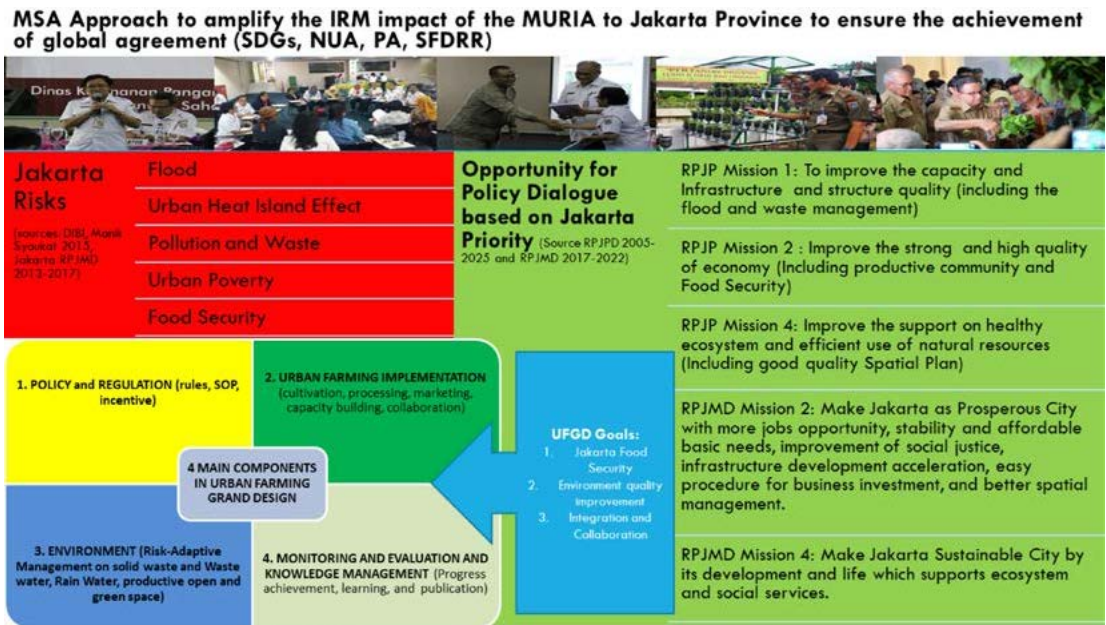 MSA Approach to amplify the IRM impact of the MURIA to Jakarta Province to ensure the achievement
of global agreement (SDGs, NUA, PA, SFDRR)
Dinas K
Jakarta
Risks
(sources: DIBI, Manik
Syaukat 2015,
Jakarta RPJMD
2013-2017)
Flood
Urban Heat Island Effect
Pollution and Waste
Urban Poverty
Food Security
Opportunity for
Policy Dialogue
based on Jakarta
Priority (Source RPJPD 2005-
2025 and RPJMD 2017-2022)
RPJP Mission 1: To improve the capacity and
Infrastructure and structure quality (including the
flood and waste management)
RPJP Mission 2 : Improve the strong and high quality
of economy (Including productive community and
Food Security)
RPJP Mission 4: Improve the support on healthy
ecosystem and efficient use of natural resources
(Including good quality Spatial Plan)
RPJMD Mission 2: Make Jakarta as Prosperous City
with more jobs opportunity, stability and affordable
basic needs, improvement of social justice,
infrastructure development acceleration, easy
procedure for business investment, and better spatial
management.
RPJMD Mission 4: Make Jakarta Sustainable City by
its development and life which supports ecosystem
and social services.
1. POLICY and REGULATION (rules, SOP,
incentive)
2. URBAN FARMING IMPLEMENTATION
(cultivation, processing, marketing,
capacity building, collaboration)
4 MAIN COMPONENTS
IN URBAN FARMING
GRAND DESIGN
3. ENVIRONMENT (Risk-Adaptive
Management on solid waste and Waste
water, Rain Water, productive open and
green space)
4. MONITORING AND EVALUATION AND
KNOWLEDGE MANAGEMENT (Progress
achievement, learning, and publication)
UFGD Goals:
1. Jakarta Food
Security
2. Environment quality
improvement
3. Integration and
Collaboration